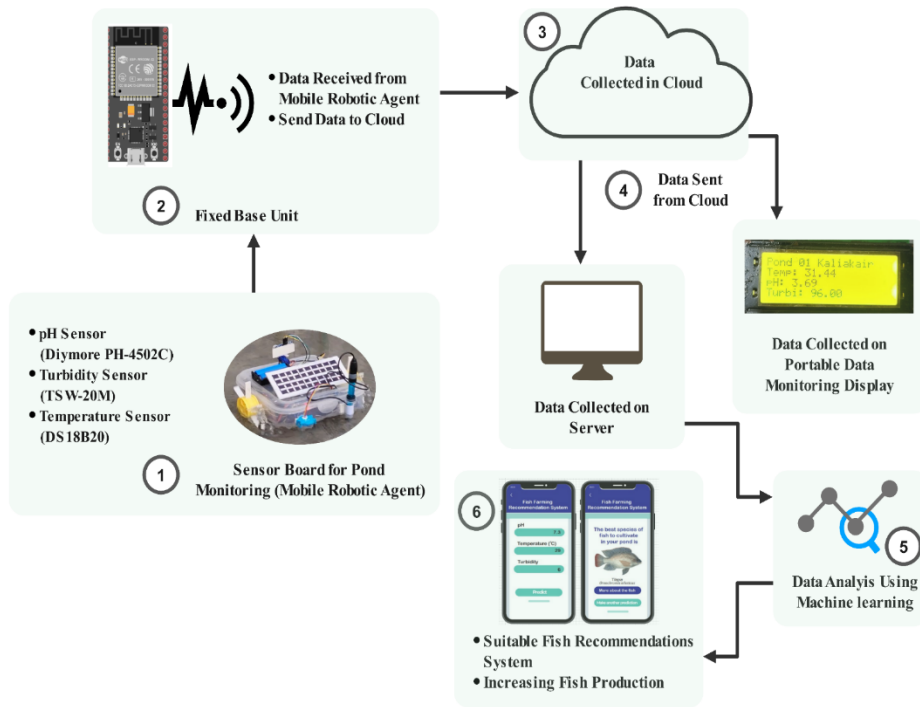 3
Data
Collected in Cloud
• Data Received from
Mobile Robotic Agent
• Send Data to Cloud
2
Fixed Base Unit
4
Data Sent
from Cloud
Pond 01 Kaliakair
Temp: 31.44
pH: 3.69
Turbi: 96.00
Data Collected on
Portable Data
Monitoring Display
• pH Sensor
(Diymore PH-4502C)
• Turbidity Sensor
(TSW-20M)
• Temperature Sensor
(DS18B20)
1
Sensor Board for Pond
Monitoring (Mobile Robotic Agent)
Data Collected on
Server
6
Fish Farming
Recommendation System
pH
7.3
Temperature (°C)
Turbidity
6
Predict
Fish Farming
Recommendation System
The best species of
fish to cultivate
in your pond is
More about the fish
5
Data Analyis Using
Machine learning
• Suitable Fish Recommendations
System
• Increasing Fish Production